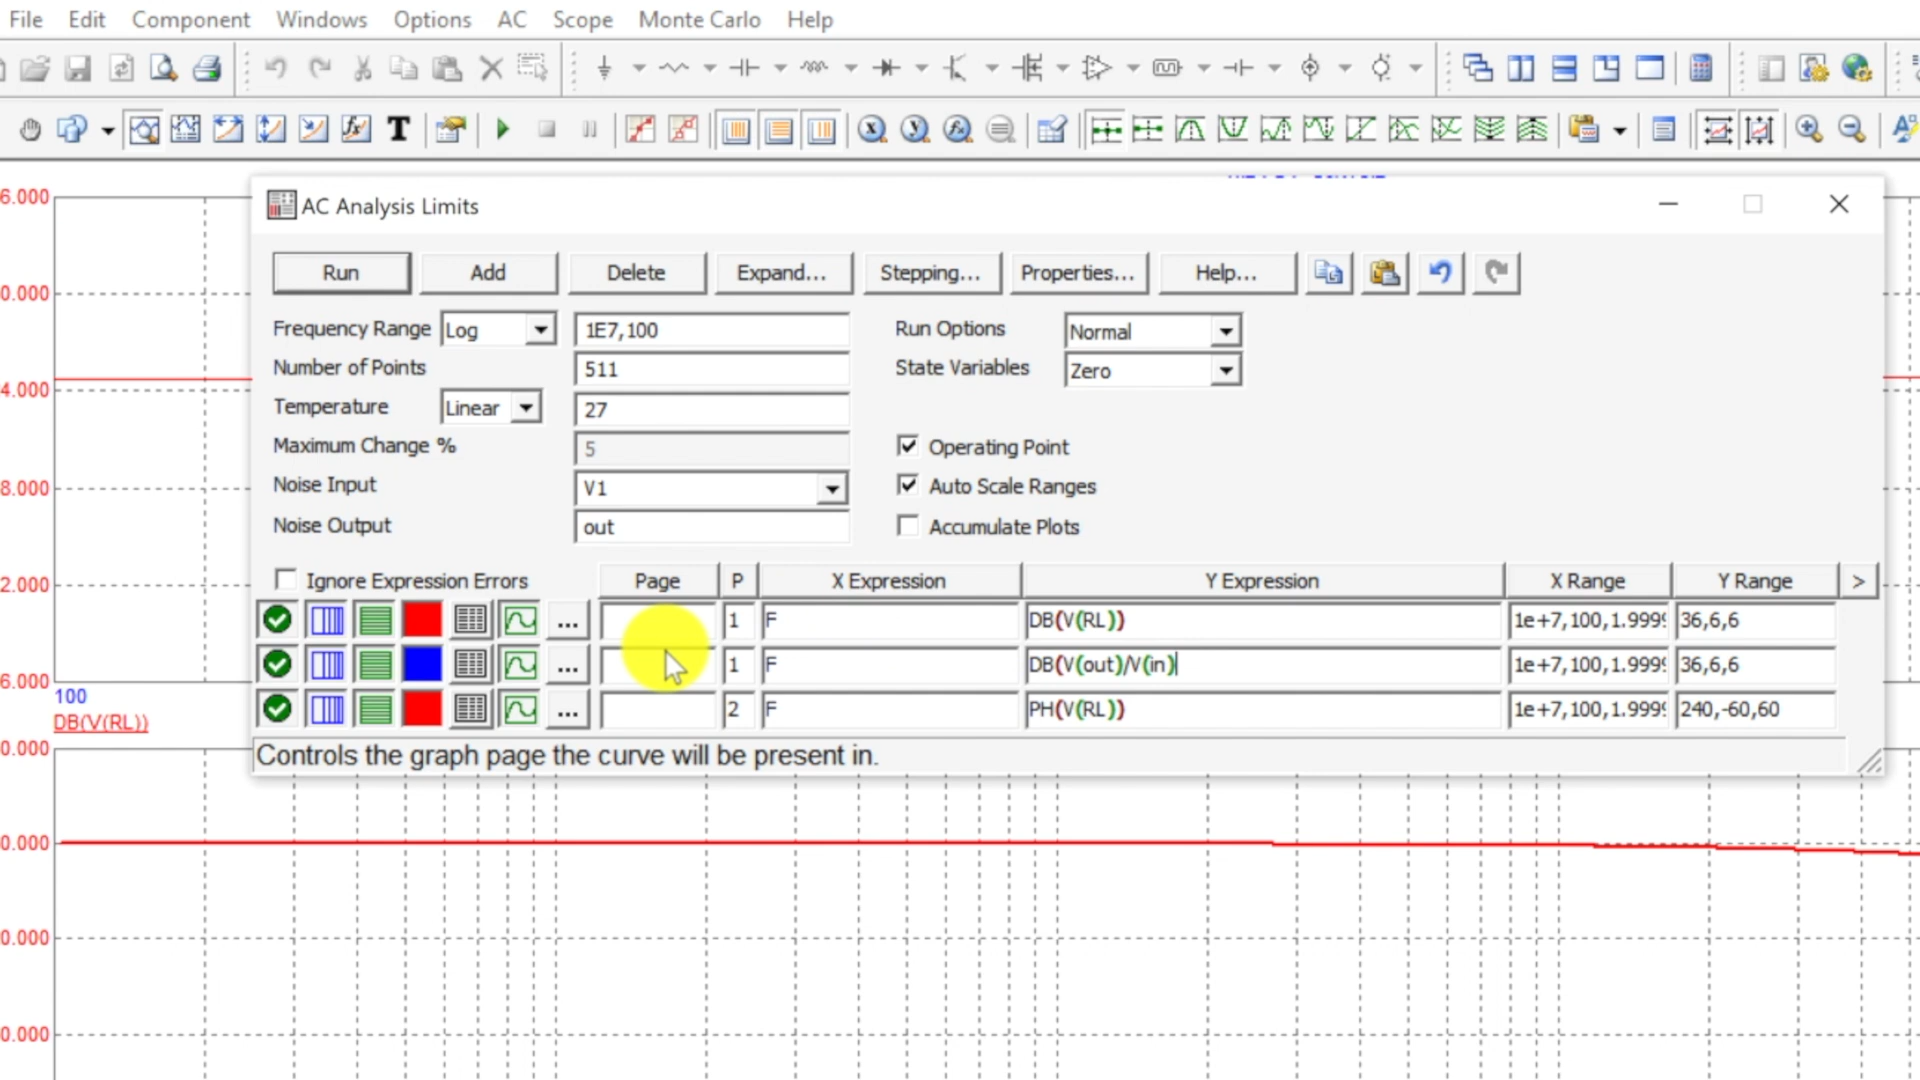 File Edit Component Windows Options AC Scope Monte Carlo Help
T
6.000
0.000
4.000
8.000
2.000
6.000
100
DB(V(RL))
AC Analysis Limits
Run Add Delete Expand... Stepping... Properties... Help...
Frequency Range Log 1E7,100 Run Options Normal
Number of Points 511 State Variables Zero
Temperature Linear 27
Maximum Change % 5 Operating Point
Noise Input V1 Auto Scale Ranges
Noise Output out Accumulate Plots
Ignore Expression Errors Page P X Expression Y Expression X Range Y Range >
... 1 F DB(V(RL)) 1e+7,100,1.9999 36,6,6
... 1 F DB(V(out)/V(in) 1e+7,100,1.9999 36,6,6
... 2 F PH(V(RL)) 1e+7,100,1.9999 240,-60,60
Controls the graph page the curve will be present in.
0.000
0.000
0.000
0.000